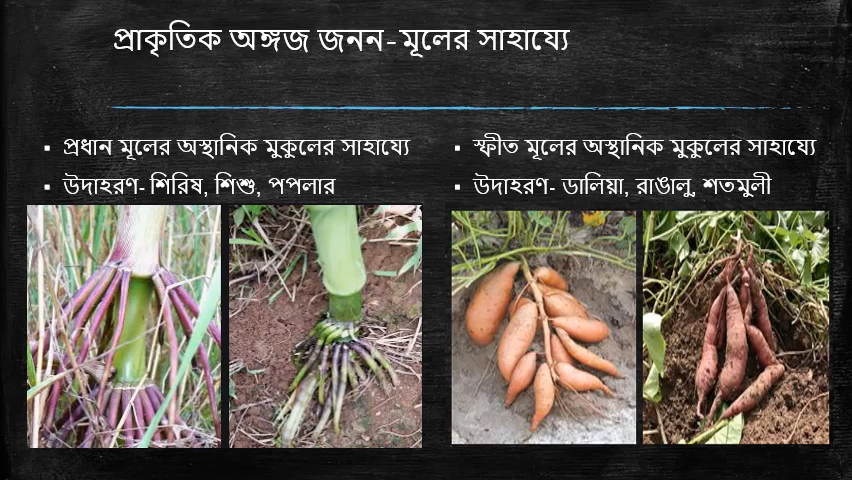 প্রাকৃতিক অঙ্গজ জনন-মূলের সাহায্যে
প্রধান মূলের অস্থানিক মুকুলের সাহায্যে
উদাহরণ- শিরিষ, শিশু, পপলার
স্ফীত মূলের অস্থানিক মুকুলের সাহায্যে
উদাহরণ- ডালিয়া, রাঙালু, শতমুলী